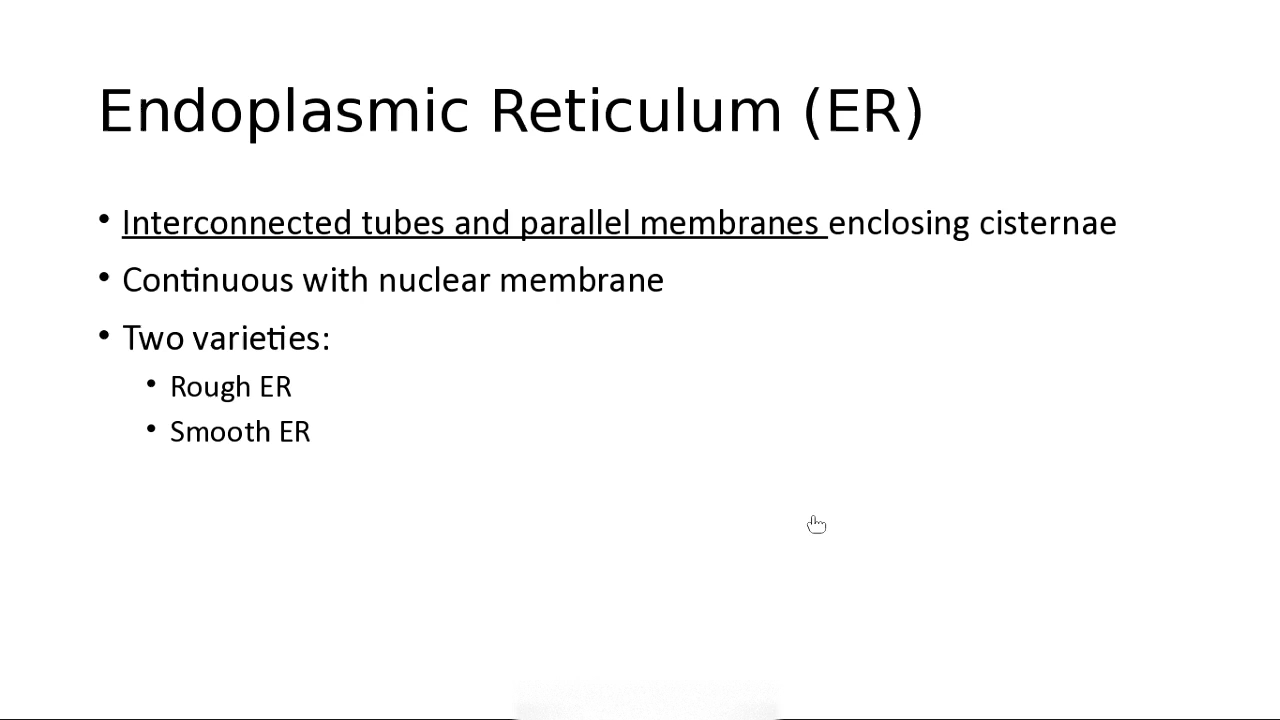 Endoplasmic Reticulum (ER)
• Interconnected tubes and parallel membranes enclosing cisternae
• Continuous with nuclear membrane
• Two varieties:
• Rough ER
• Smooth ER